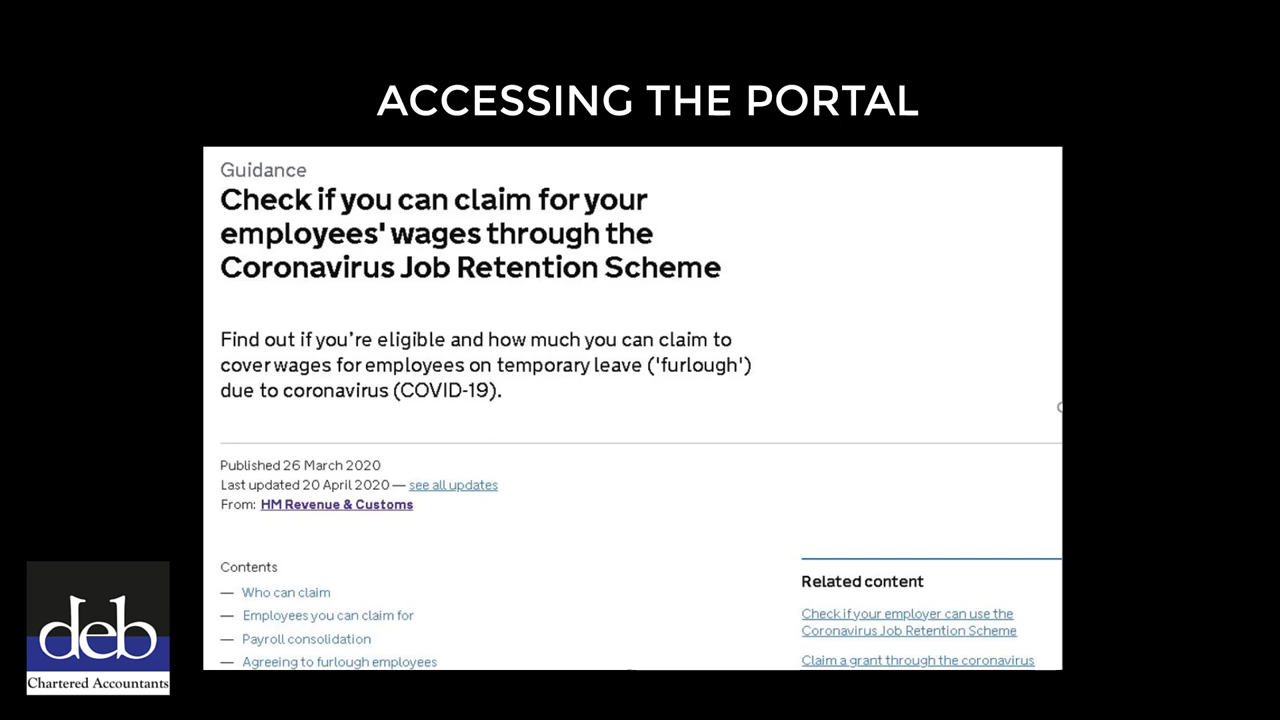 ACCESSING THE PORTAL
Guidance
Check if you can claim for your
employees' wages through the
Coronavirus Job Retention Scheme
Find out if you're eligible and how much you can claim to
cover wages for employees on temporary leave ('furlough')
due to coronavirus (COVID-19).
Published 26 March 2020
Last updated 20 April 2020 — see all updates
From: HM Revenue & Customs
Contents
— Who can claim
— Employees you can claim for
— Payroll consolidation
— Agreeing to furlough employees
Related content
Check if your employer can use the
Coronavirus Job Retention Scheme
Claim a grant through the coronavirus
deb
Chartered Accountants